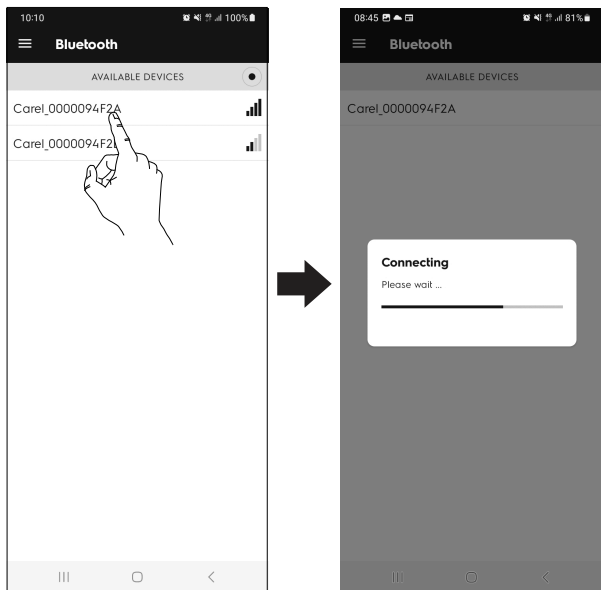 10:10
100%
Bluetooth
AVAILABLE DEVICES
Carel_0000094F2A
Carel_0000094F2
08:45
81%
Bluetooth
AVAILABLE DEVICES
Carel_0000094F2A
Connecting
Please wait ...